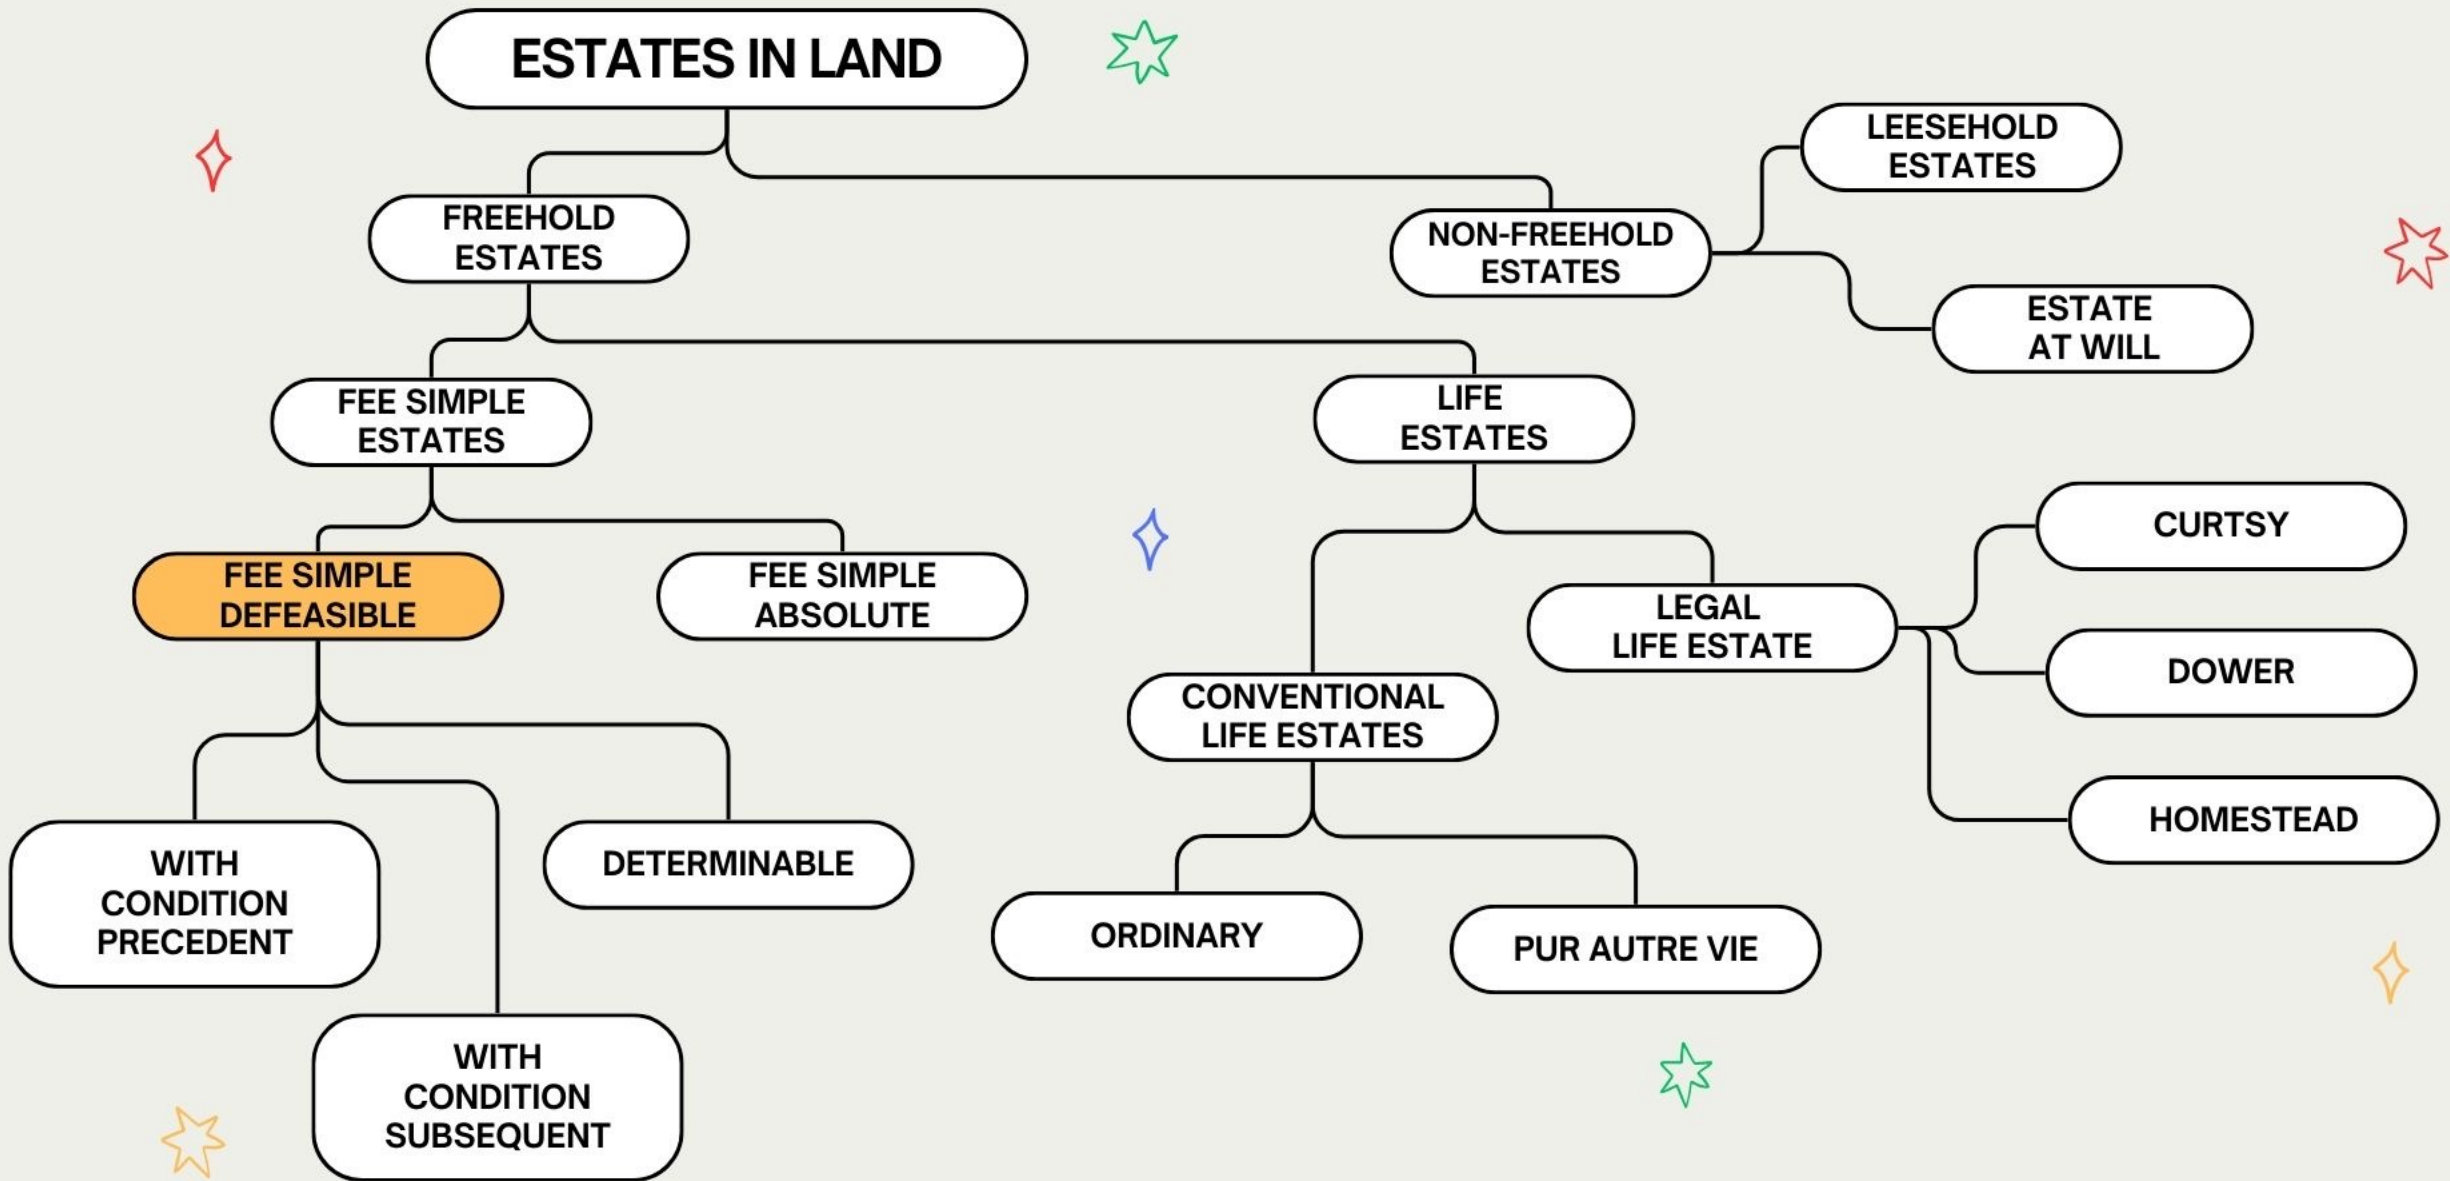 ESTATES IN LAND
LEESEHOLD
ESTATES
FREEHOLD
ESTATES
NON-FREEHOLD
ESTATES
ESTATE
AT WILL
FEE SIMPLE
ESTATES
LIFE
ESTATES
CURTSY
FEE SIMPLE
DEFEASIBLE
FEE SIMPLE
ABSOLUTE
LEGAL
LIFE ESTATE
DOWER
CONVENTIONAL
LIFE ESTATES
HOMESTEAD
WITH
CONDITION
PRECEDENT
DETERMINABLE
ORDINARY
PUR AUTRE VIE
WITH
CONDITION
SUBSEQUENT